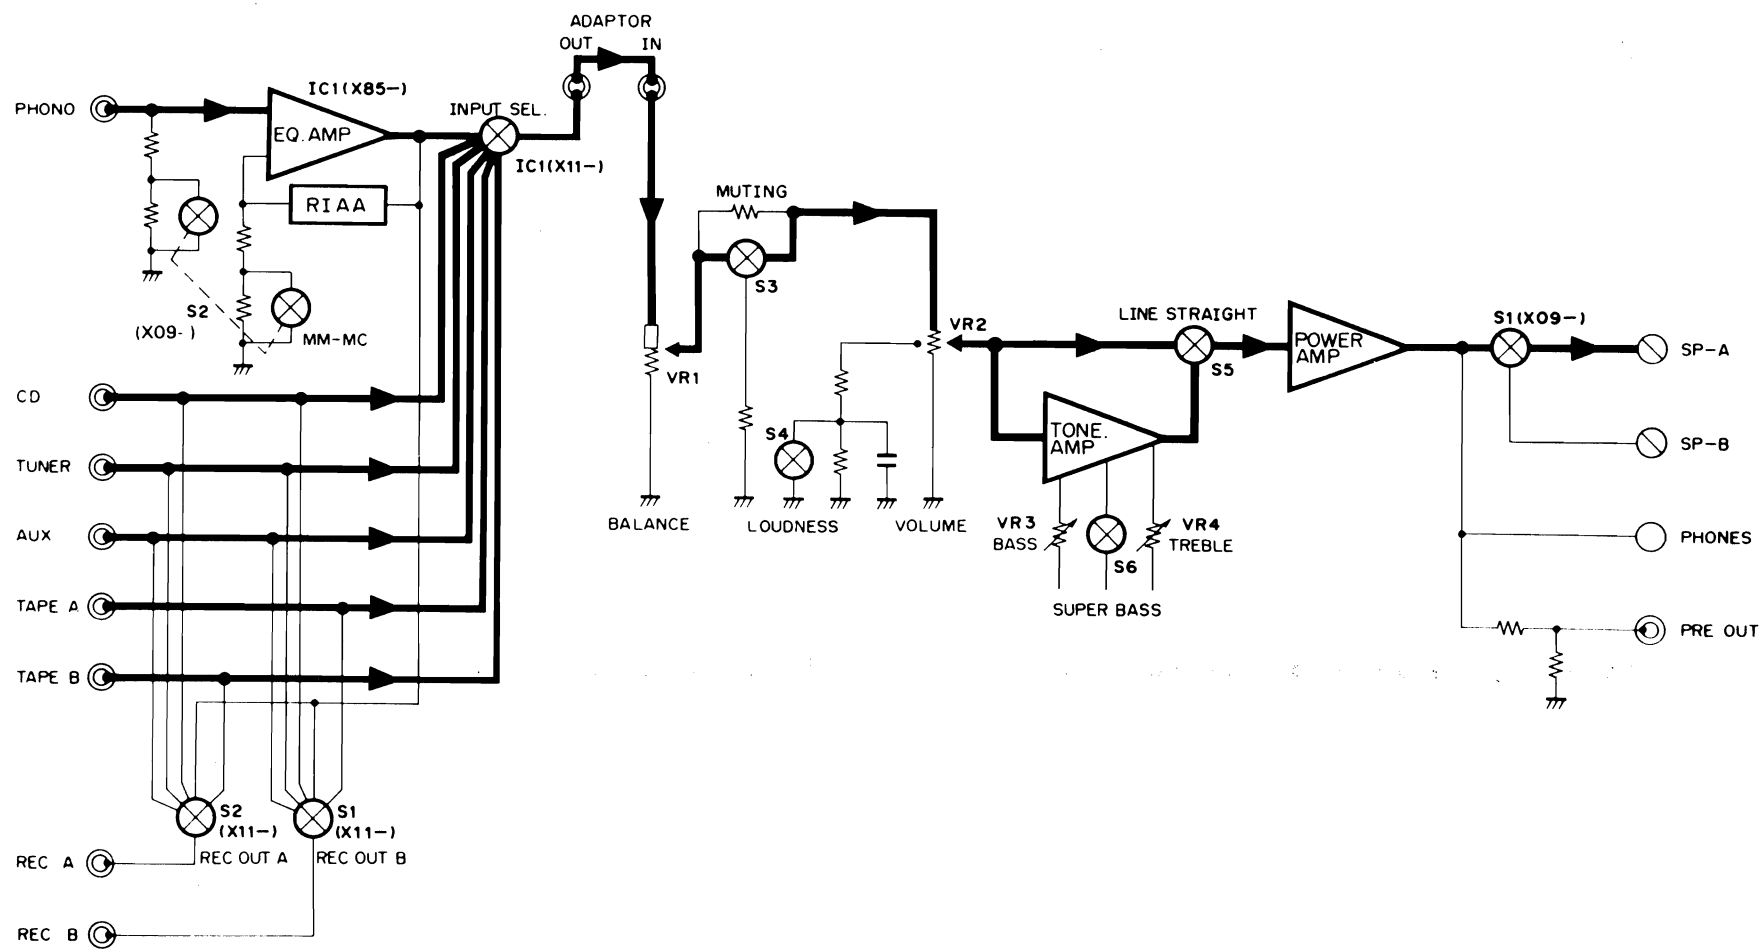 ADAPTOR
OUT IN
IC1(X85-)
PHONO
INPUT SEL.
EQ. AMP
IC1(X11-)
RIAA
MUTING
S3
S2
(X09-)
MM-MC
LINE STRAIGHT
S1(X09-)
VR2
POWER
AMP
SP-A
S5
VR1
CD
TONE.
AMP
S4
SP-B
TUNER
BALANCE
LOUDNESS
VOLUME
VR3
BASS
VR4
TREBLE
AUX
PHONES
S6
SUPER BASS
TAPE A
PRE OUT
TAPE B
S2
(X11-)
S1
(X11-)
REC A
REC OUT A
REC OUT B
REC B